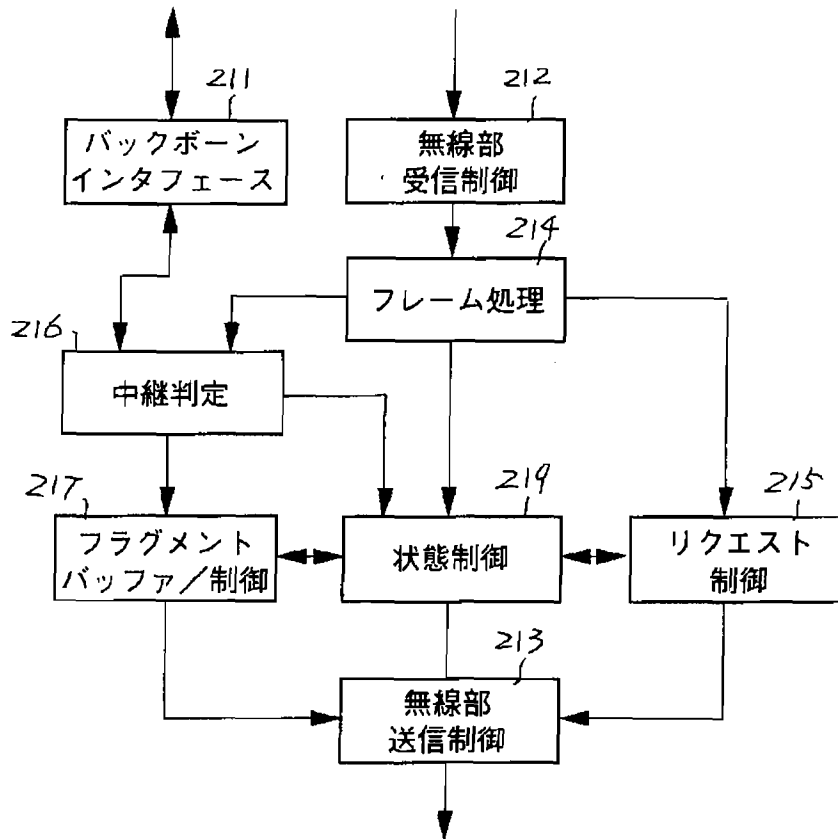 211
バックボーン
インタフェース
212
無線部
受信制御
214
フレーム処理
216
中継判定
217
フラグメント
バッファ/制御
219
状態制御
215
リクエスト
制御
213
無線部
送信制御